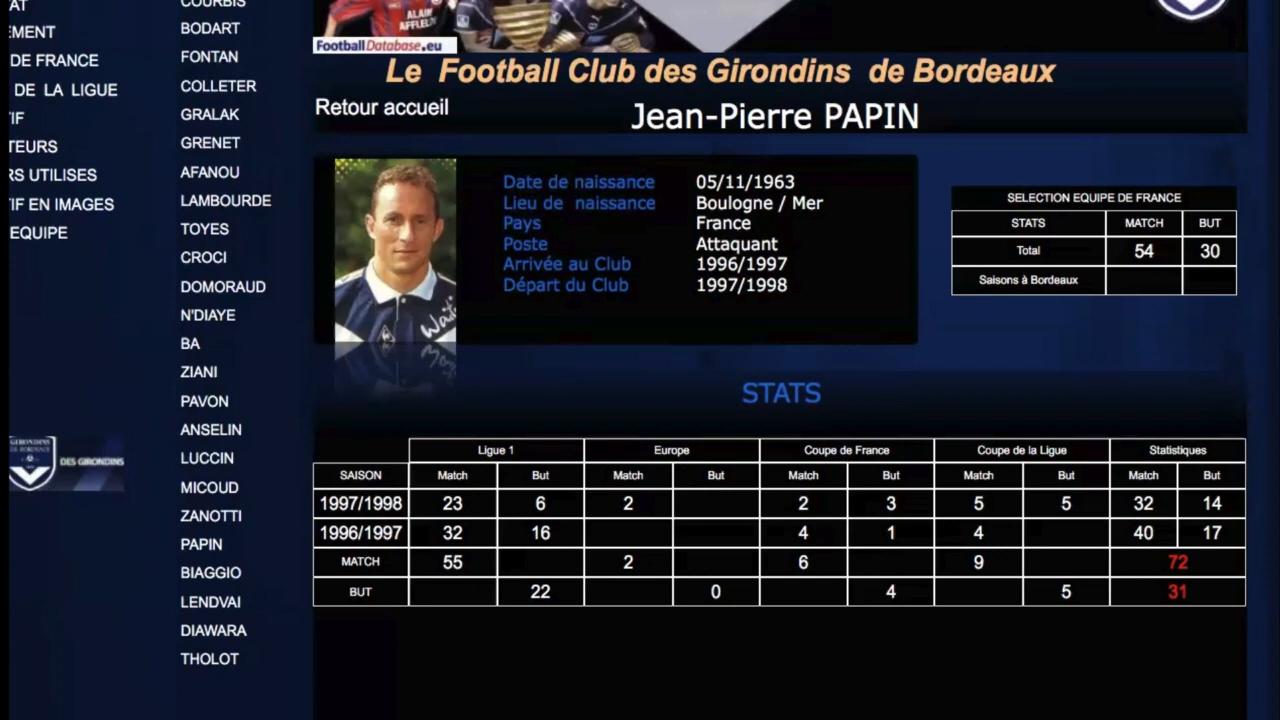 AT
EMENT
DE FRANCE
DE LA LIGUE
IF
TEURS
RS UTILISES
IF EN IMAGES
EQUIPE
GIRONDINS
DE BORDEAUX
DES GIRONDINS
COURBIS
BODART
FONTAN
COLLETER
GRALAK
GRENET
AFANOU
LAMBOURDE
TOYES
CROCI
DOMORAUD
N'DIAYE
BA
ZIANI
PAVON
ANSELIN
LUCCIN
MICOUD
ZANOTTI
PAPIN
BIAGGIO
LENDVAI
DIAWARA
THOLOT
ALAIN
AFFLELO
FootballDatabase.eu
Le Football Club des Girondins de Bordeaux
Retour accueil
Jean-Pierre PAPIN
Waiti
Date de naissance 05/11/1963
Lieu de naissance Boulogne / Mer
Pays France
Poste Attaquant
Arrivée au Club 1996/1997
Départ du Club 1997/1998
SELECTION EQUIPE DE FRANCE
STATS MATCH BUT
Total 54 30
Saisons à Bordeaux
STATS
Ligue 1 Europe Coupe de France Coupe de la Ligue Statistiques
SAISON Match But Match But Match But Match But Match But
1997/1998 23 6 2 2 3 5 5 32 14
1996/1997 32 16 4 1 4 40 17
MATCH 55 2 6 9 72
BUT 22 0 4 5 31